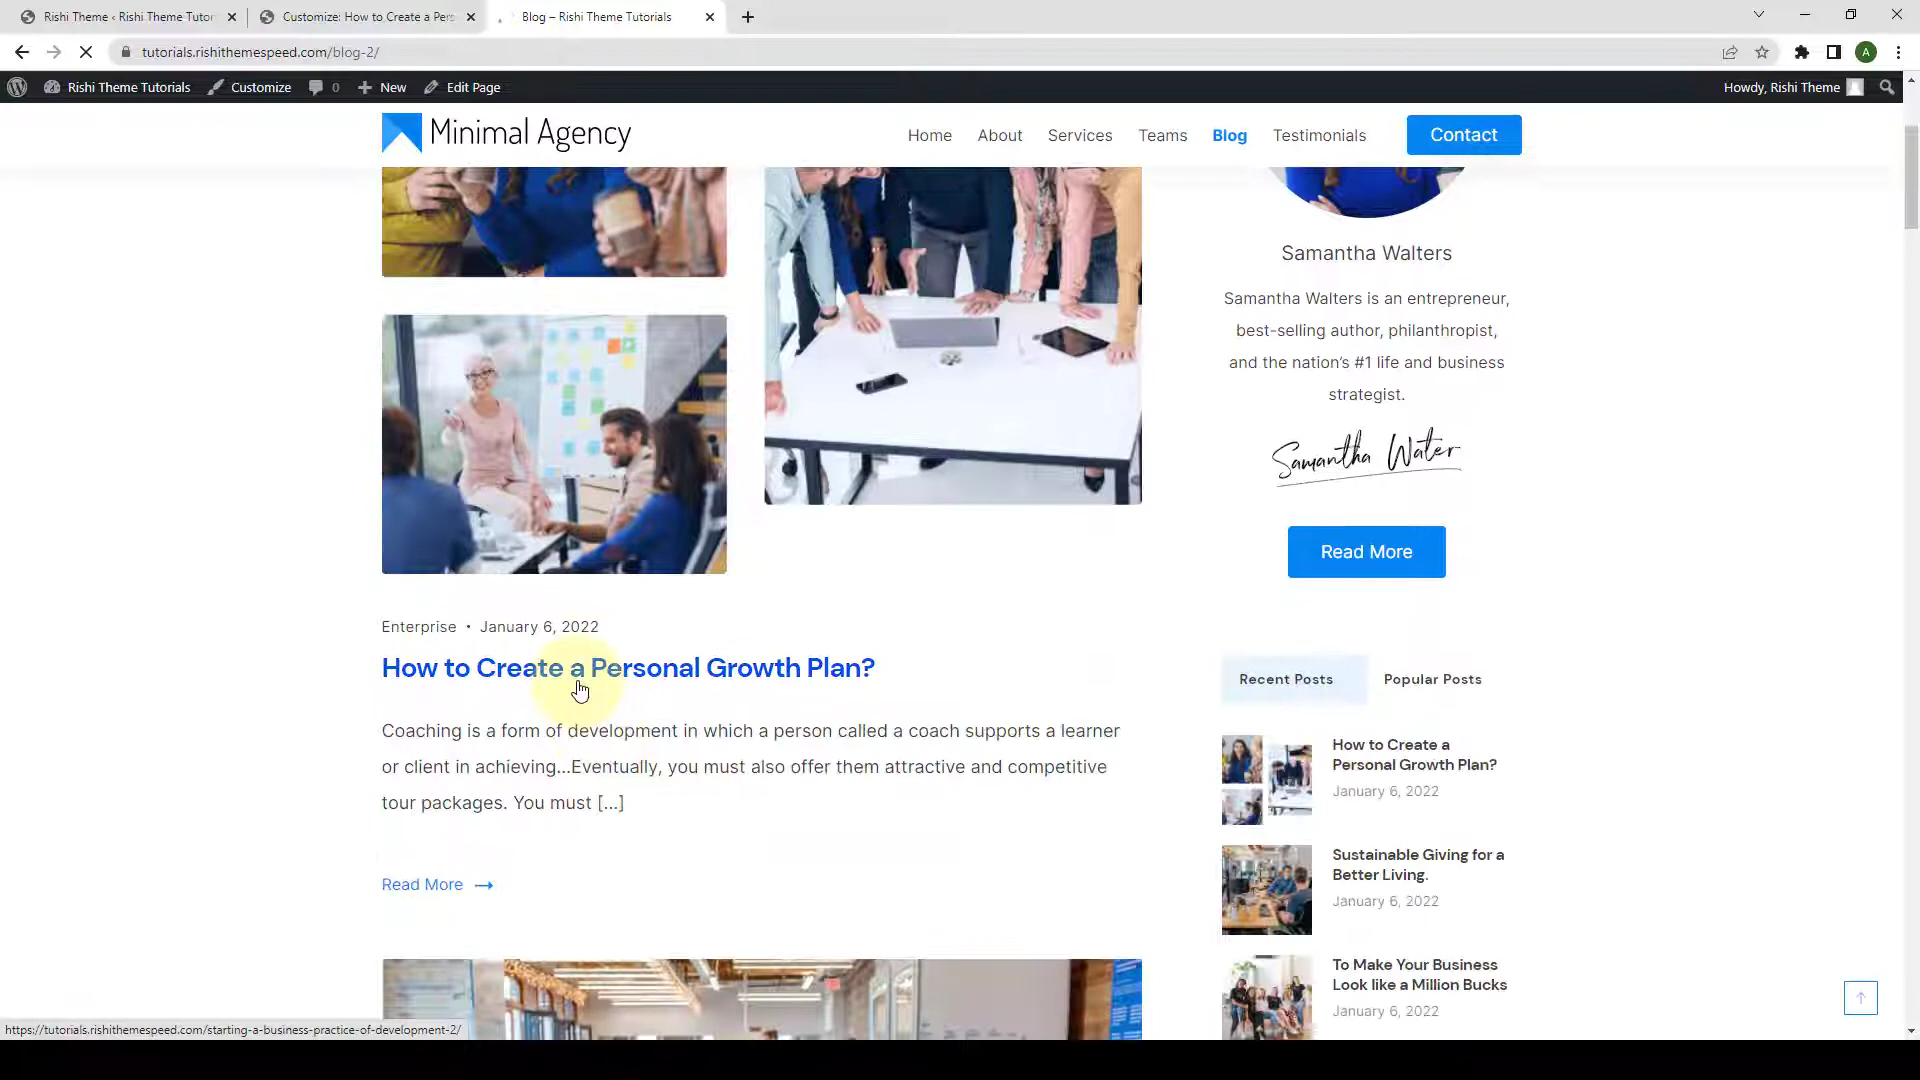 Rishi Theme ‹ Rishi Theme Tutor
Customize: How to Create a Pers
Blog – Rishi Theme Tutorials
tutorials.rishithemespeed.com/blog-2/
A
Rishi Theme Tutorials
Customize
0
New
Edit Page
Howdy, Rishi Theme
Minimal Agency
Home
About
Services
Teams
Blog
Testimonials
Contact
Samantha Walters
Samantha Walters is an entrepreneur,
best-selling author, philanthropist,
and the nation's #1 life and business
strategist.
Samantha Water
Read More
Enterprise • January 6, 2022
How to Create a Personal Growth Plan?
Coaching is a form of development in which a person called a coach supports a learner
or client in achieving...Eventually, you must also offer them attractive and competitive
tour packages. You must [...]
Read More →
Recent Posts
Popular Posts
How to Create a
Personal Growth Plan?
January 6, 2022
Sustainable Giving for a
Better Living.
January 6, 2022
To Make Your Business
Look like a Million Bucks
January 6, 2022
https://tutorials.rishithemespeed.com/starting-a-business-practice-of-development-2/